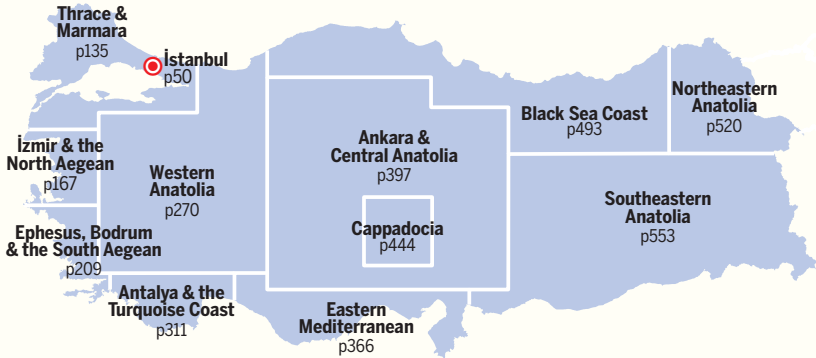 Thrace &
Marmara
p135
İstanbul
p50
İzmir & the
North Aegean
p167
Western
Anatolia
p270
Ankara &
Central Anatolia
p397
Black Sea Coast
p493
Northeastern
Anatolia
p520
Cappadocia
p444
Southeastern
Anatolia
p553
Ephesus, Bodrum
& the South Aegean
p209
Antalya & the
Turquoise Coast
p311
Eastern
Mediterranean
p366